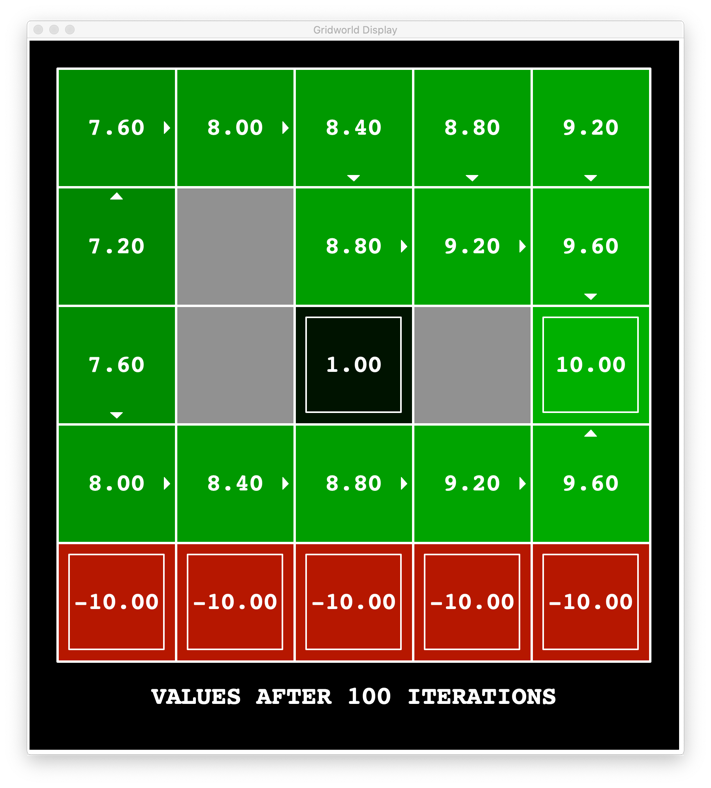 Gridworld Display
7.60 8.00 8.40 8.80 9.20
7.20 8.80 9.20 9.60
7.60 1.00 10.00
8.00 8.40 8.80 9.20 9.60
-10.00 -10.00 -10.00 -10.00 -10.00
VALUES AFTER 100 ITERATIONS